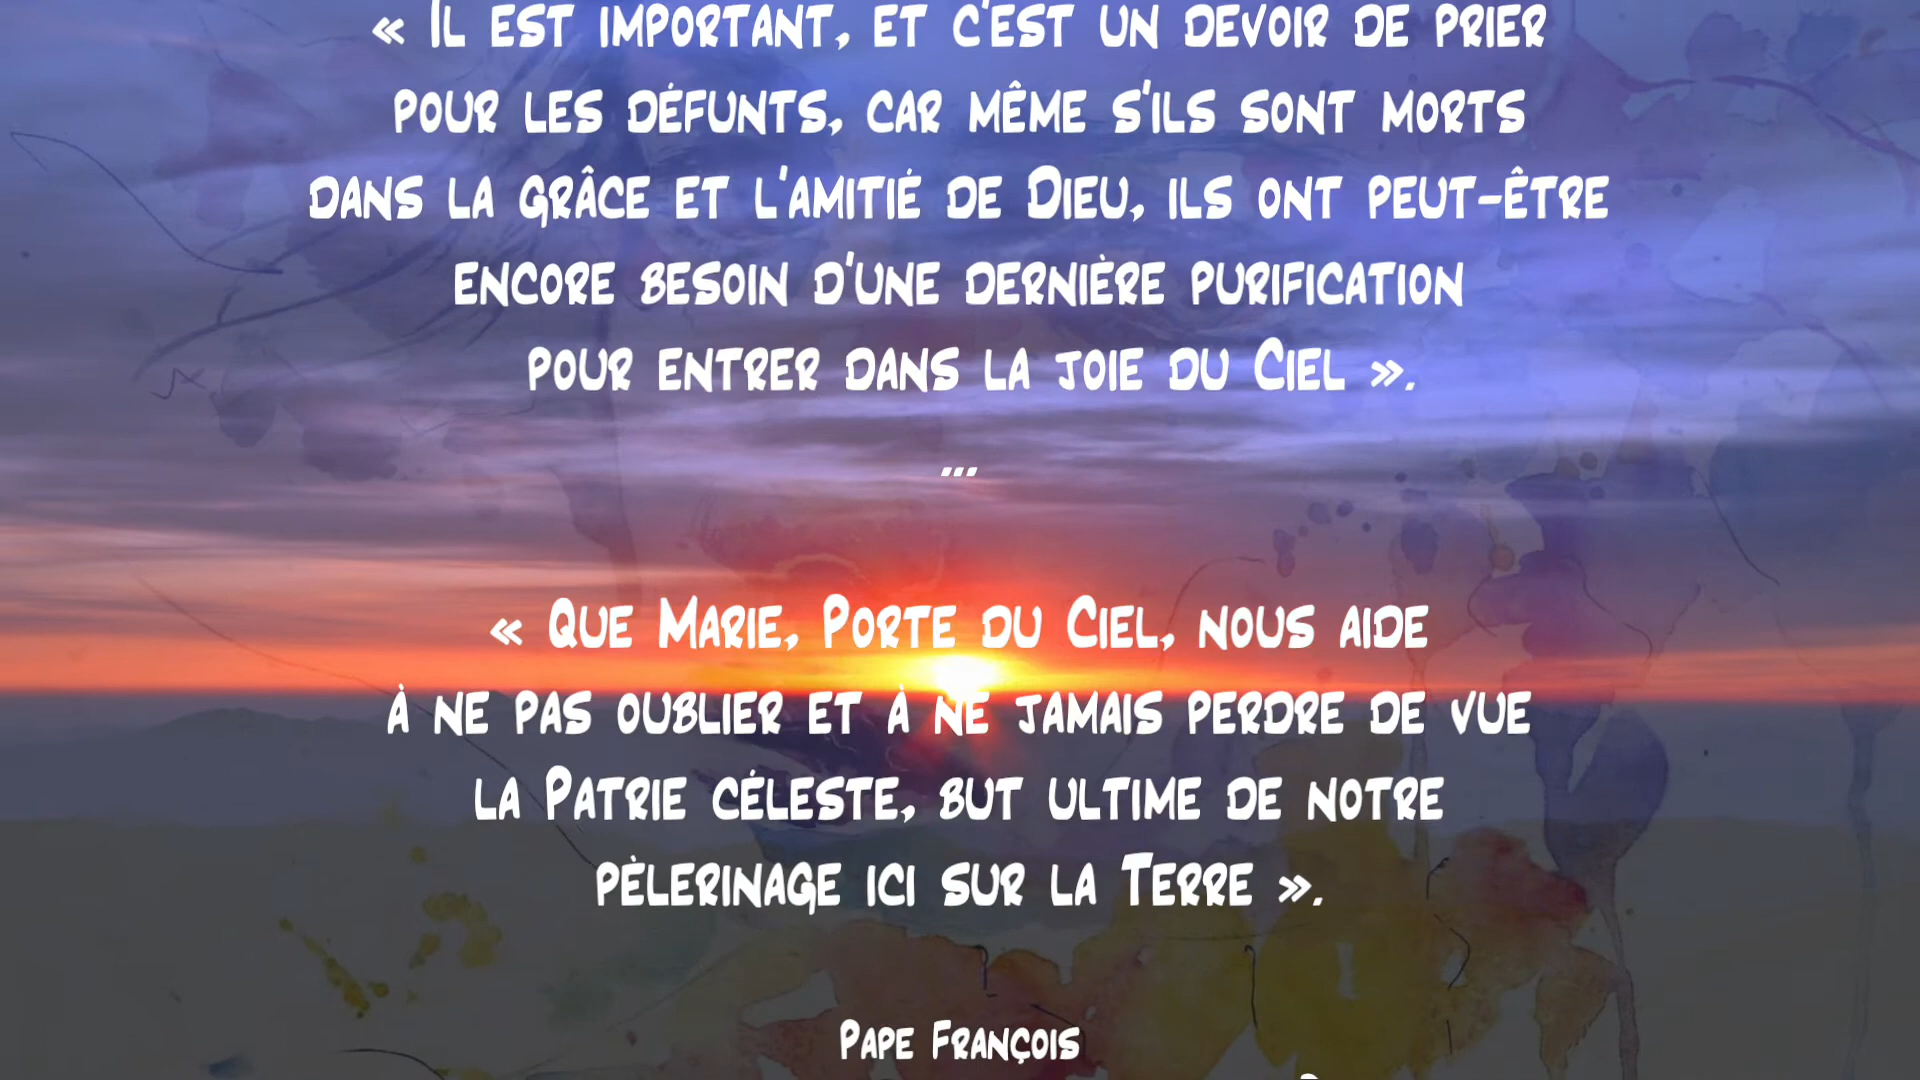 « Il est important, et c'est un devoir de prier
pour les défunts, car même s'ils sont morts
dans la grâce et l'amitié de Dieu, ils ont peut-être
encore besoin d'une dernière purification
pour entrer dans la joie du Ciel ».
...
« Que Marie, Porte du Ciel, nous aide
à ne pas oublier et à ne jamais perdre de vue
la Patrie céleste, but ultime de notre
pèlerinage ici sur la Terre ».
Pape François